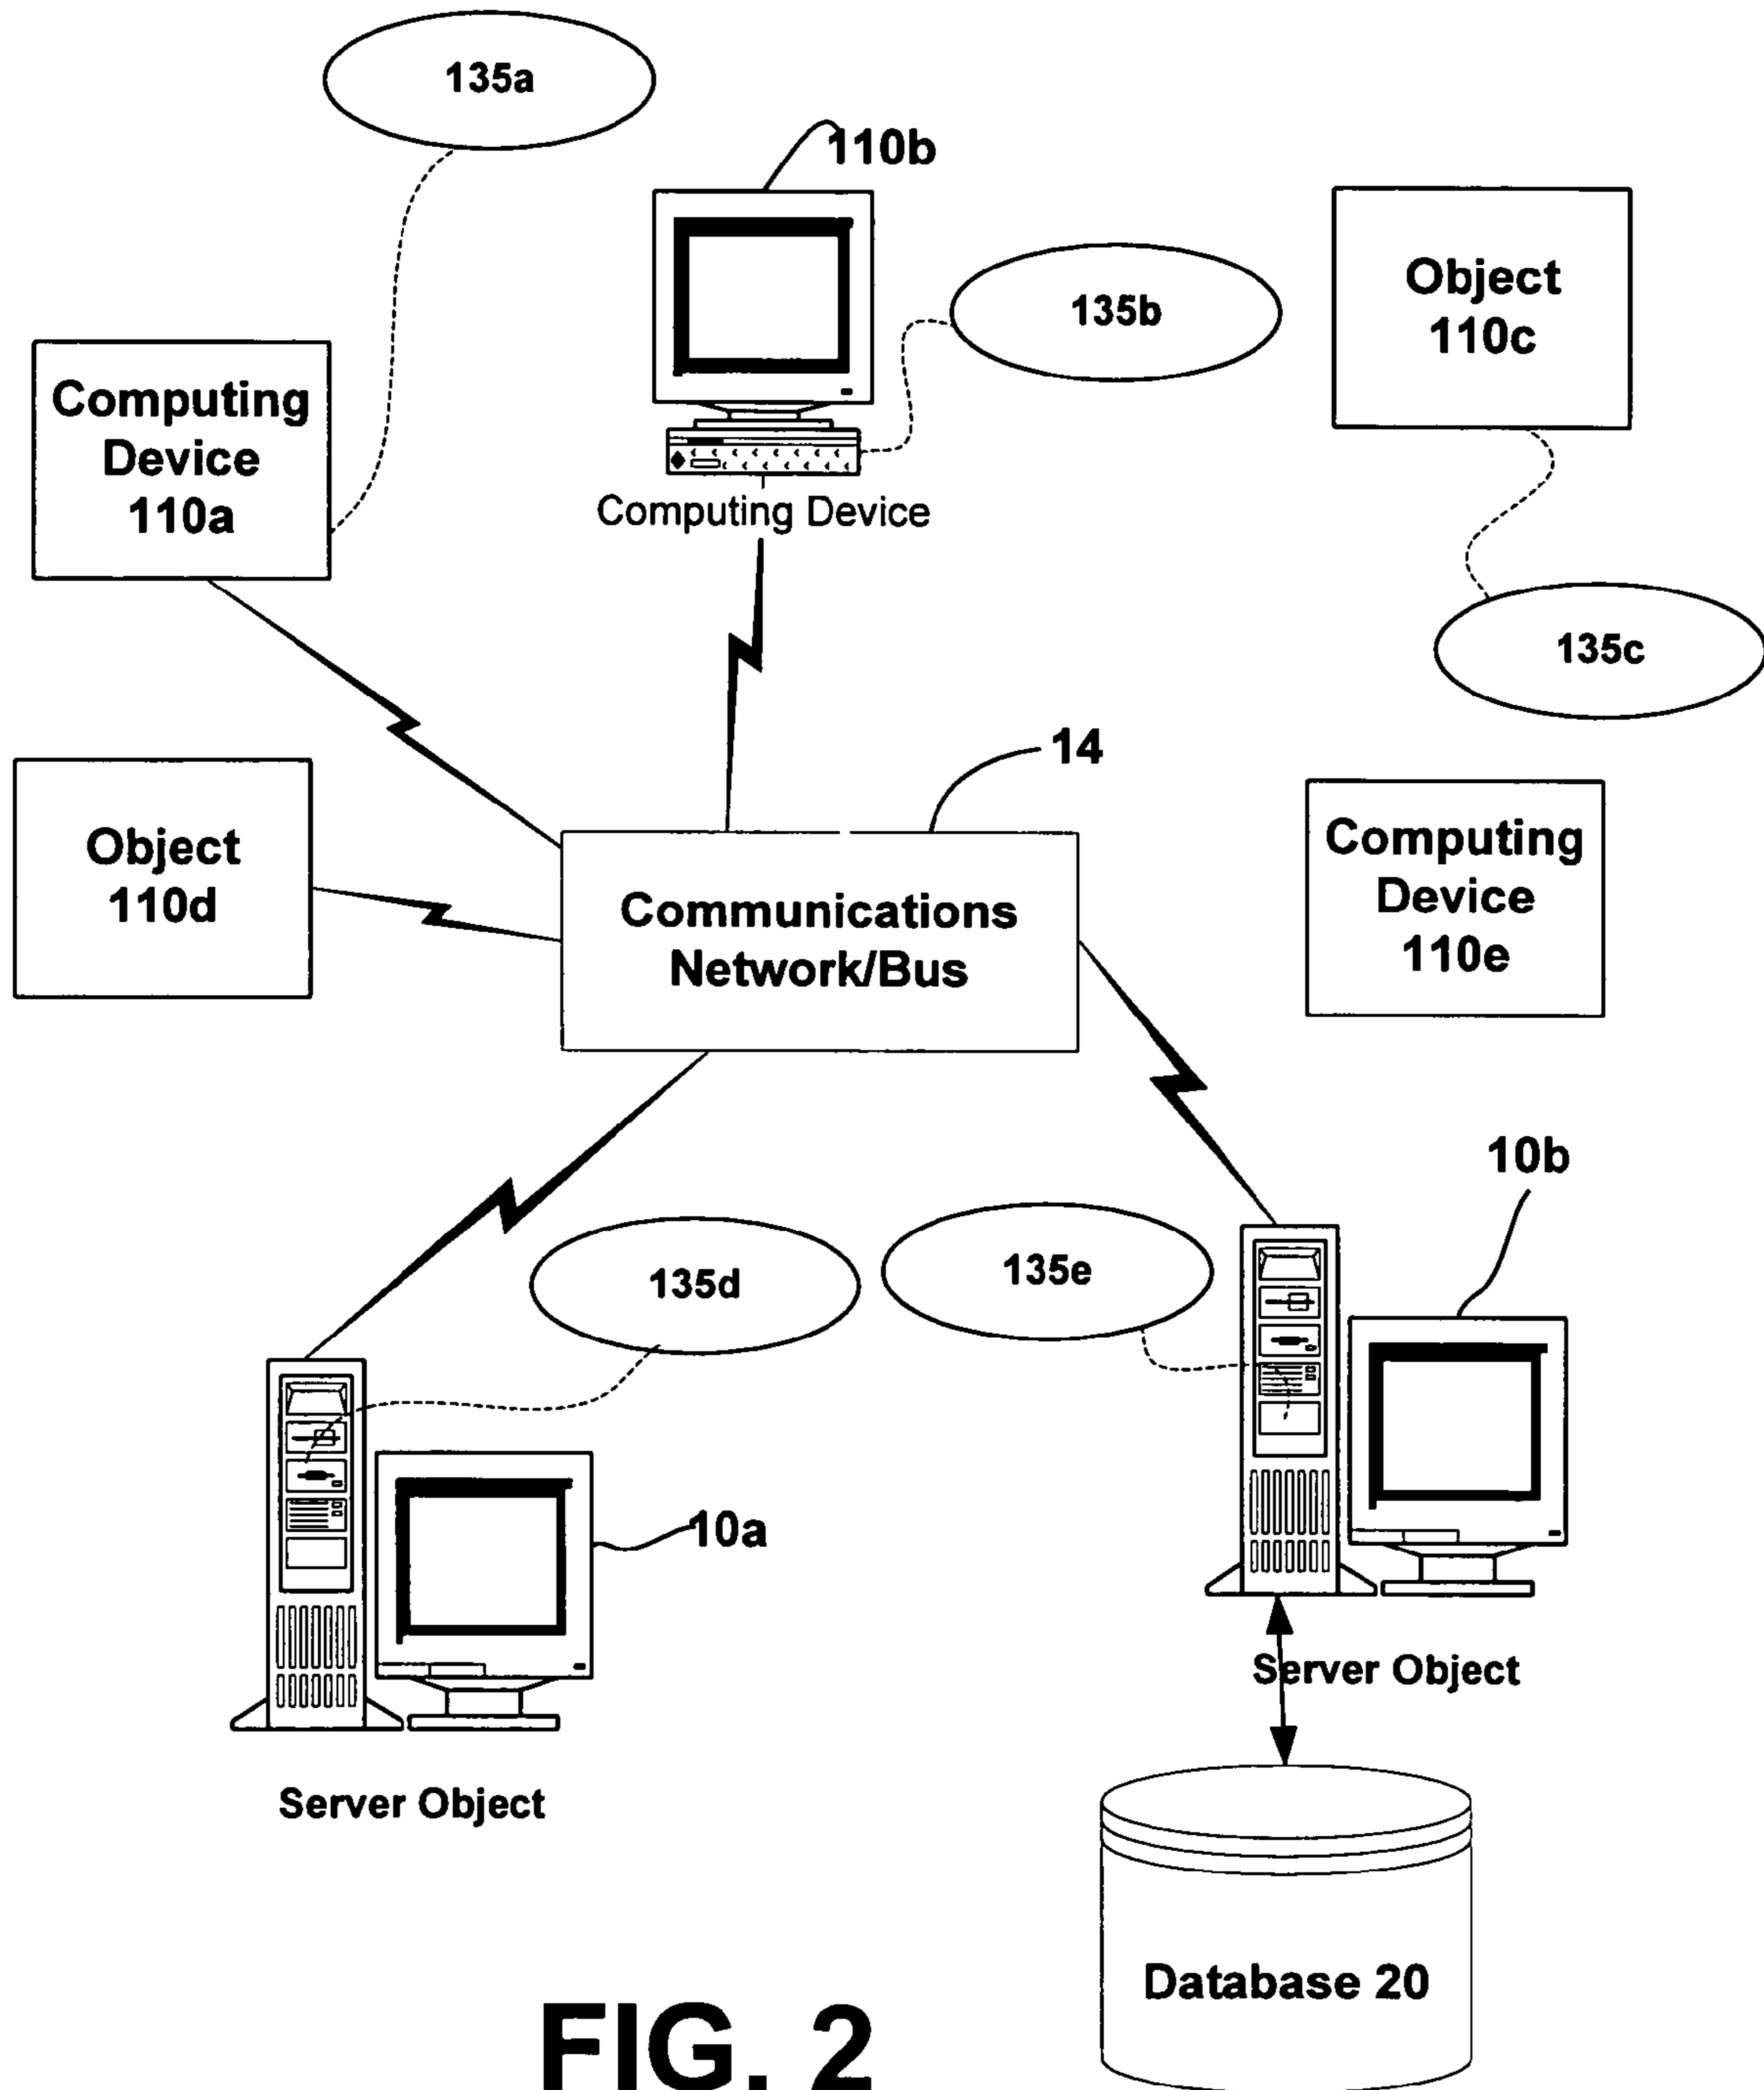 135a
110b
Object
110c
135b
Computing
Device
110a
Computing Device
135c
14
Object
110d
Computing
Device
110e
Communications
Network/Bus
10b
135d
135e
10a
Server Object
Server Object
Database 20
FIG. 2